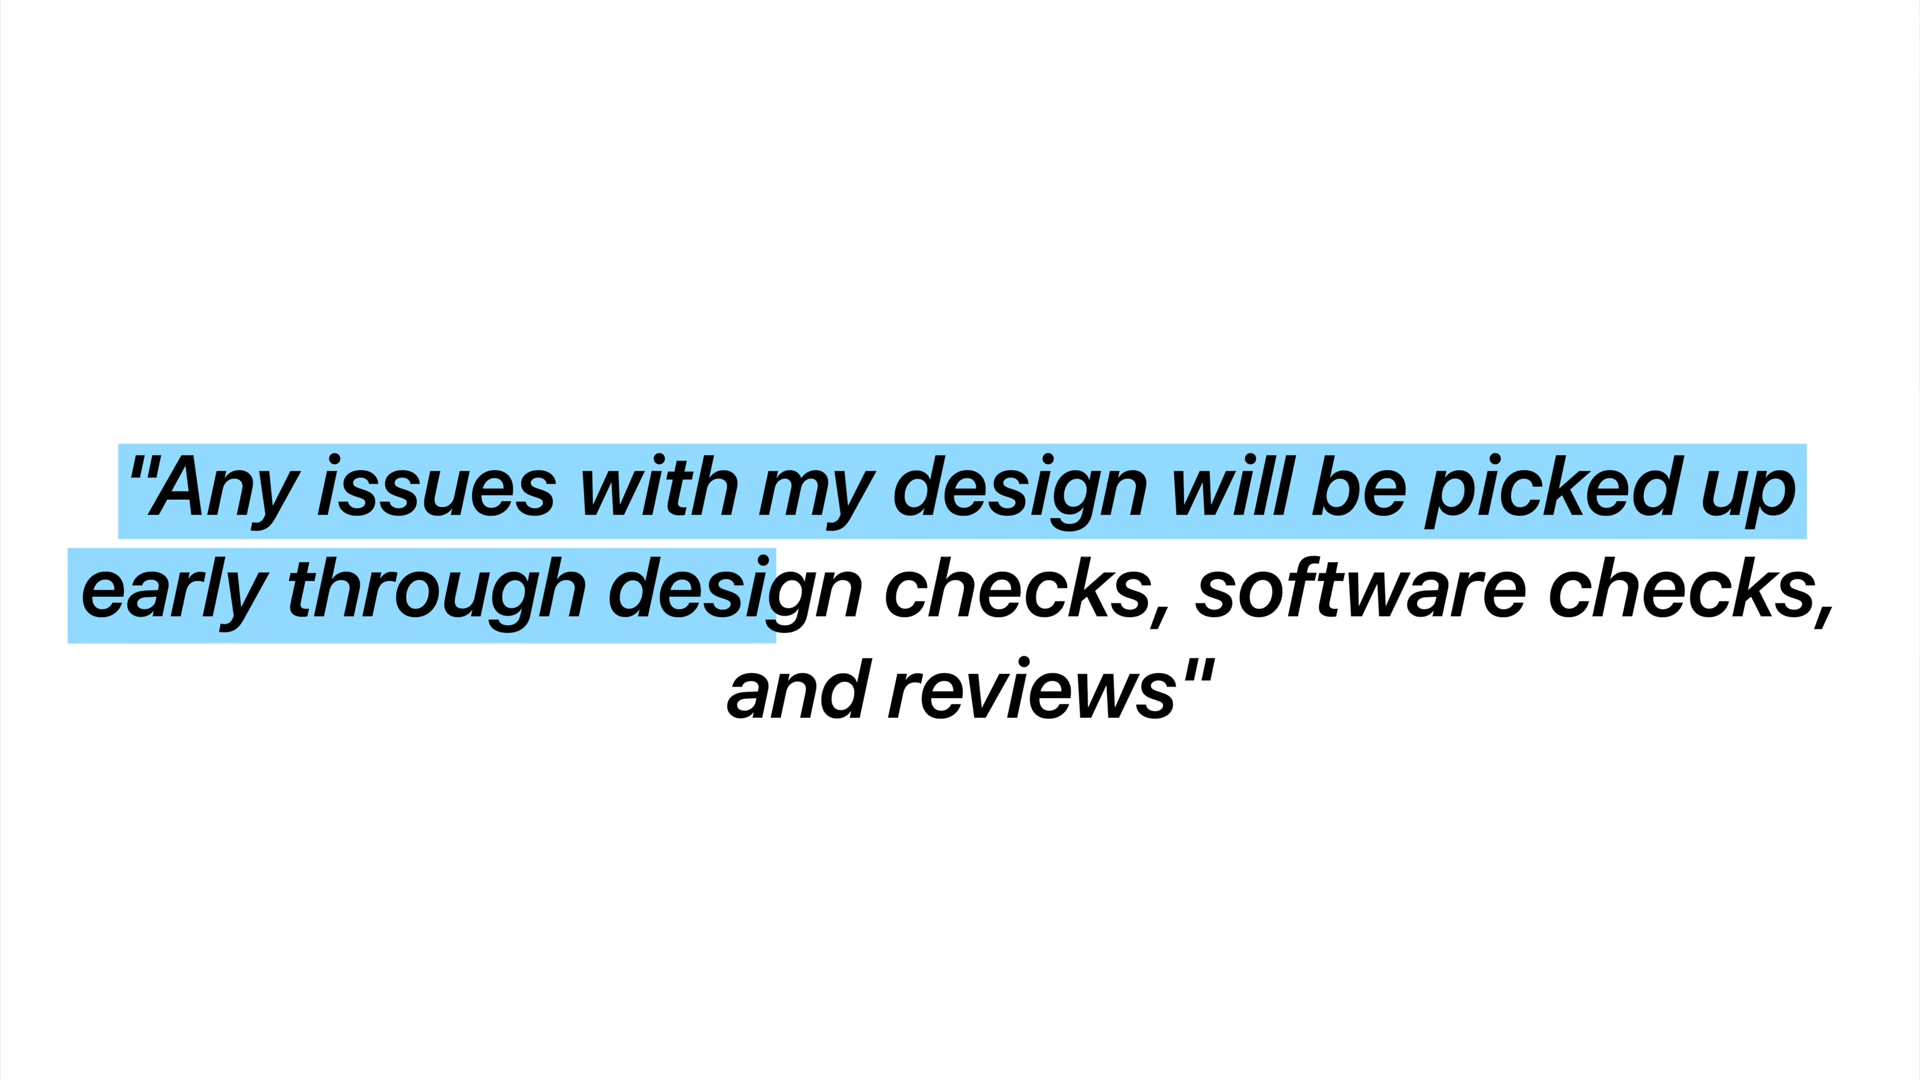 "Any issues with my design will be picked up
early through design checks, software checks,
and reviews"